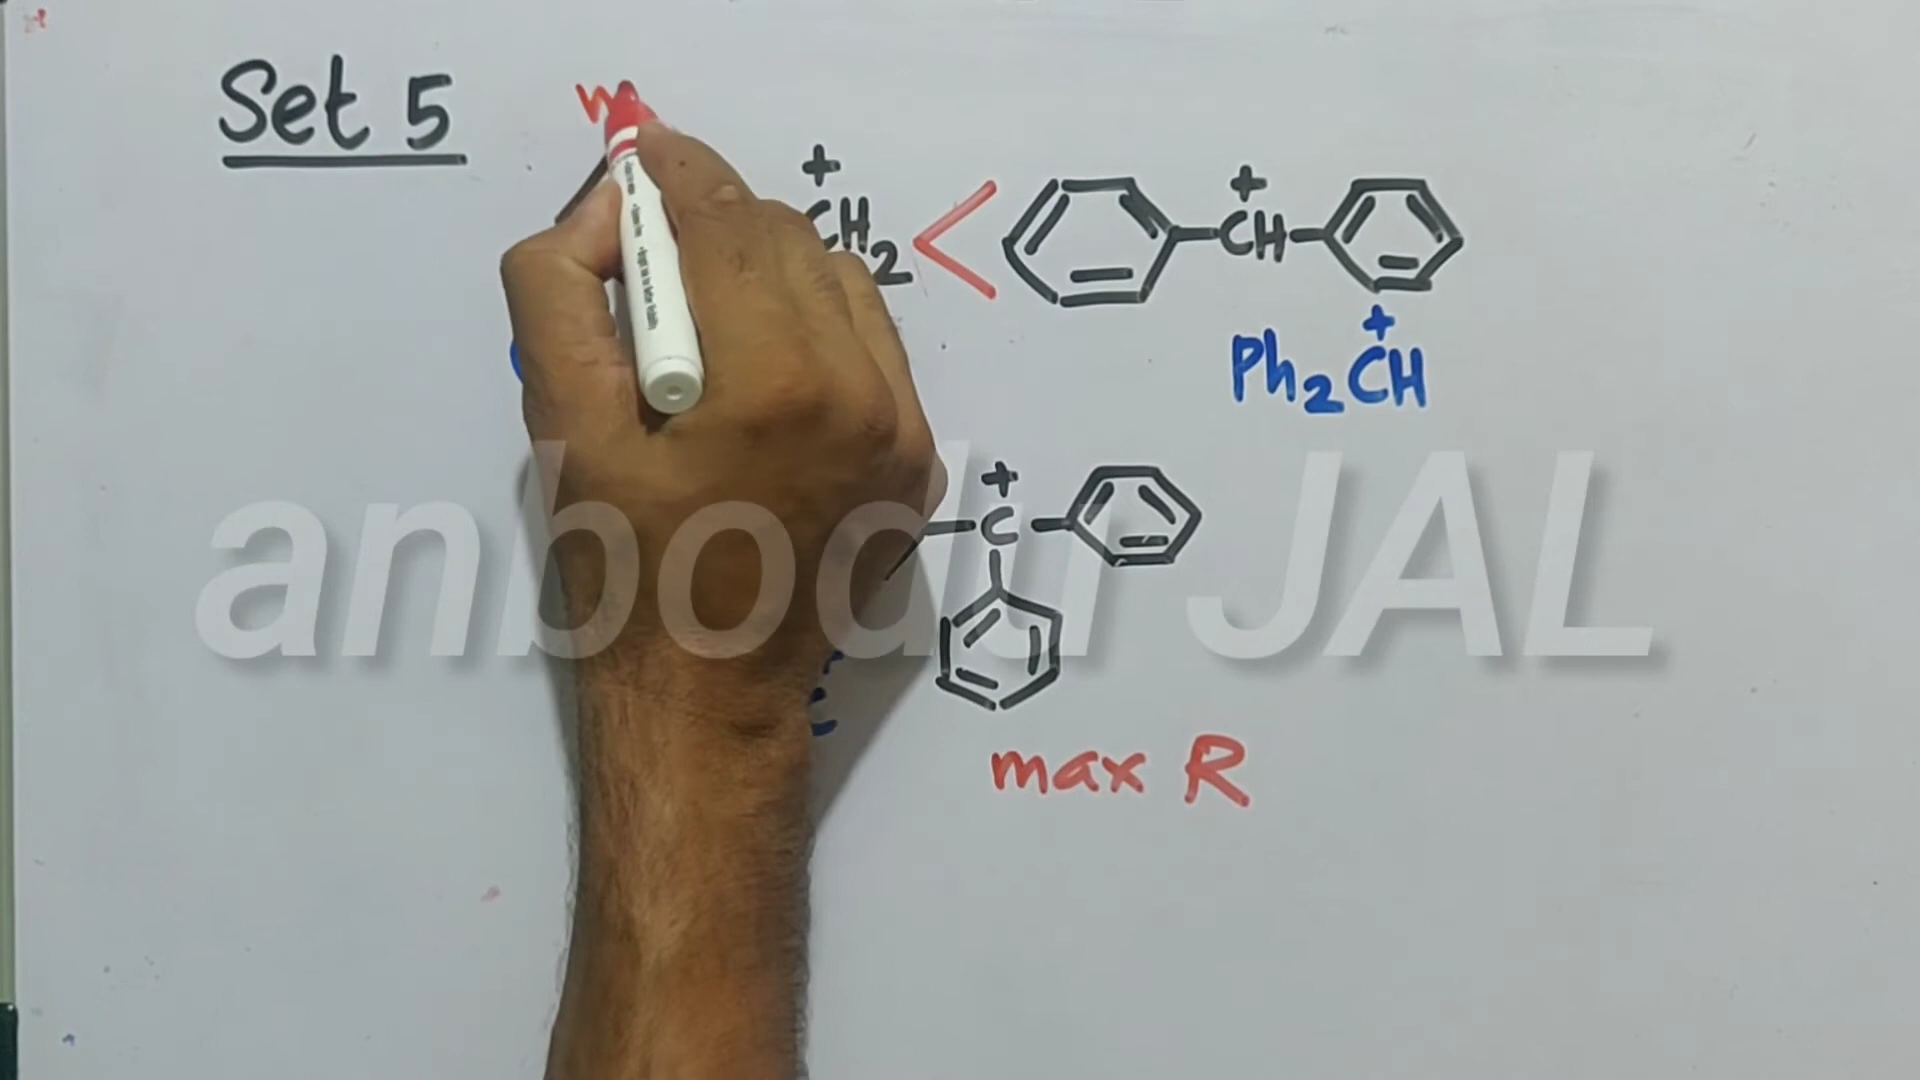 Set 5
+ + 
CH2 < CH
+
Ph2CH
+
C
anbodu JAL
max R